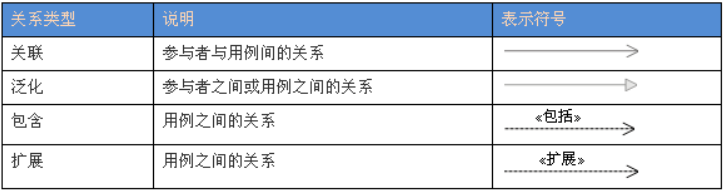 关系类型 说明 表示符号
关联 参与者与用例间的关系
泛化 参与者之间或用例之间的关系
包含 用例之间的关系 «包括»
扩展 用例之间的关系 «扩展»